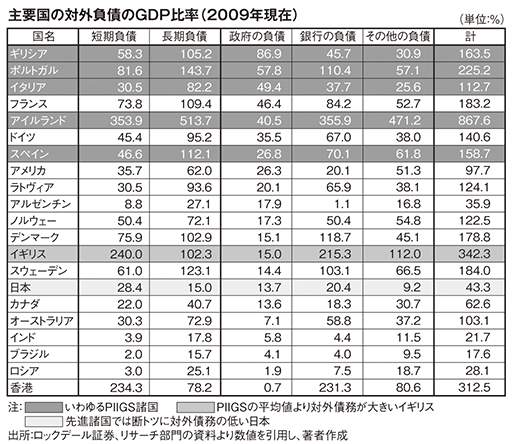 主要国の対外負債のGDP比率(2009年現在)
(単位:%)
国名 短期負債 長期負債 政府の負債 銀行の負債 その他の負債 計
ギリシア 58.3 105.2 86.9 45.7 30.9 163.5
ポルトガル 81.6 143.7 57.8 110.4 57.1 225.2
イタリア 30.5 82.2 49.4 37.7 25.6 112.7
フランス 73.8 109.4 46.4 84.2 52.7 183.2
アイルランド 353.9 513.7 40.5 355.9 471.2 867.6
ドイツ 45.4 95.2 35.5 67.0 38.0 140.6
スペイン 46.6 112.1 26.8 70.1 61.8 158.7
アメリカ 35.7 62.0 26.3 20.1 51.3 97.7
ラトヴィア 30.5 93.6 20.1 65.9 38.1 124.1
アルゼンチン 8.8 27.1 17.9 1.1 16.8 35.9
ノルウェー 50.4 72.1 17.3 50.4 54.8 122.5
デンマーク 75.9 102.9 15.1 118.7 45.1 178.8
イギリス 240.0 102.3 15.0 215.3 112.0 342.3
スウェーデン 61.0 123.1 14.4 103.1 66.5 184.0
日本 28.4 15.0 13.7 20.4 9.2 43.3
カナダ 22.0 40.7 13.6 18.3 30.7 62.6
オーストラリア 30.3 72.9 7.1 58.8 37.2 103.1
インド 3.9 17.8 5.8 4.4 11.5 21.7
ブラジル 2.0 15.7 4.1 4.0 9.5 17.6
ロシア 3.0 25.1 1.9 7.5 18.7 28.1
香港 234.3 78.2 0.7 231.3 80.6 312.5
注: いわゆるPIIGS諸国 PIIGSの平均値より対外債務が大きいイギリス
先進諸国では断トツに対外債務の低い日本
出所:ロックデール証券、リサーチ部門の資料より数値を引用し、著者作成